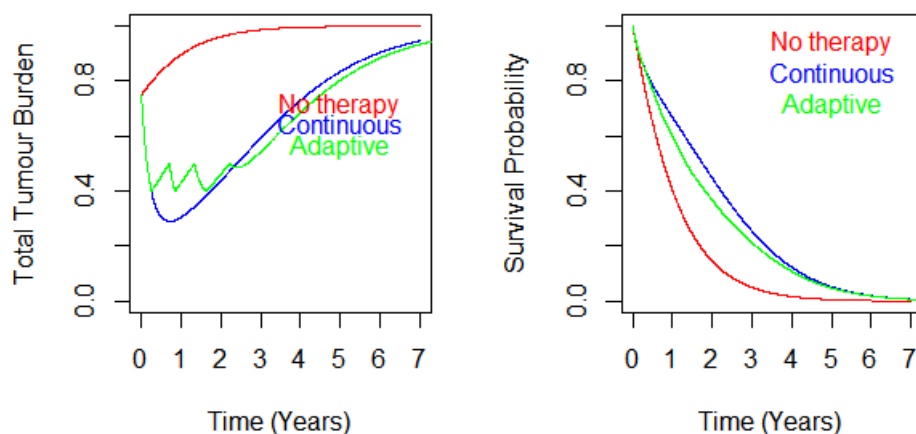 Total Tumour Burden
0.0 0.4 0.8
No therapy
Continuous
Adaptive
0 1 2 3 4 5 6 7
Time (Years)
Survival Probability
0.0 0.4 0.8
No therapy
Continuous
Adaptive
0 1 2 3 4 5 6 7
Time (Years)